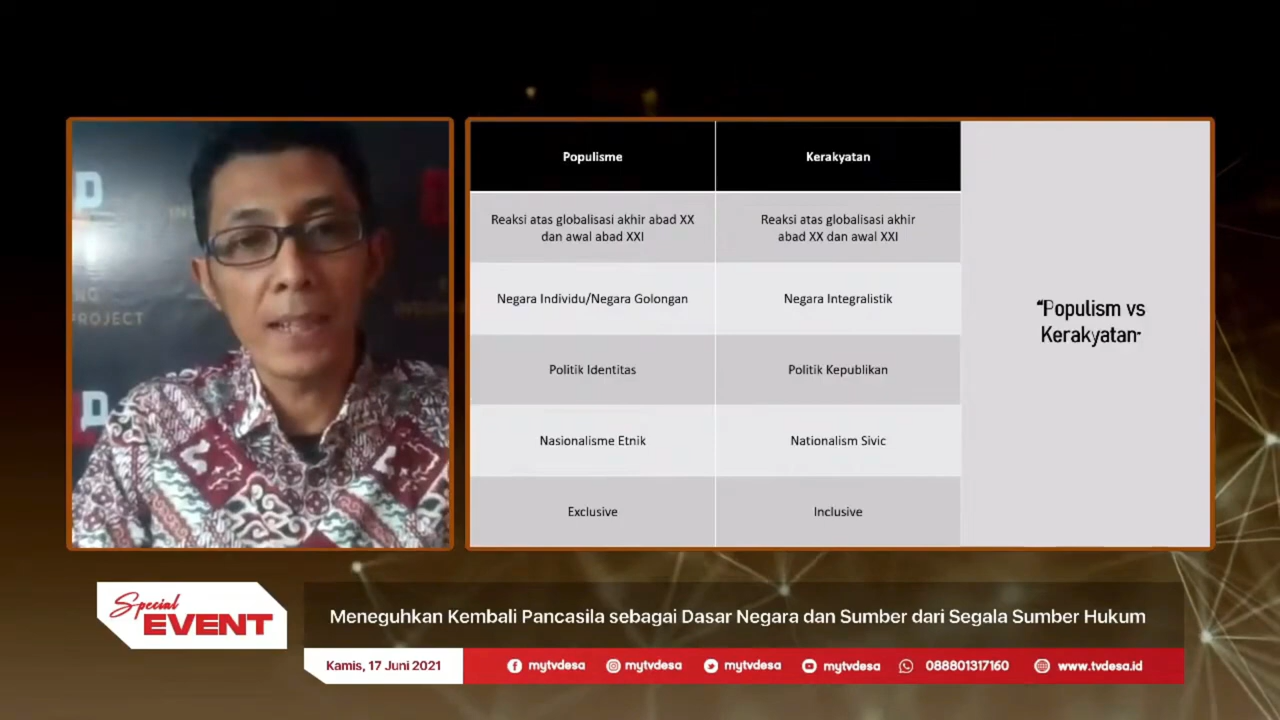 D
NG
PROJECT
D
Populisme
Kerakyatan
Reaksi atas globalisasi akhir abad XX
dan awal abad XXI
Reaksi atas globalisasi akhir
abad XX dan awal XXI
Negara Individu/Negara Golongan
Negara Integralistik
Politik Identitas
Politik Kepublikan
Nasionalisme Etnik
Nationalism Sivic
Exclusive
Inclusive
“Populism vs
Kerakyatan-
Special
EVENT
Meneguhkan Kembali Pancasila sebagai Dasar Negara dan Sumber dari Segala Sumber Hukum
Kamis, 17 Juni 2021
mytvdesa
mytvdesa
mytvdesa
mytvdesa
088801317160
www.tvdesa.id